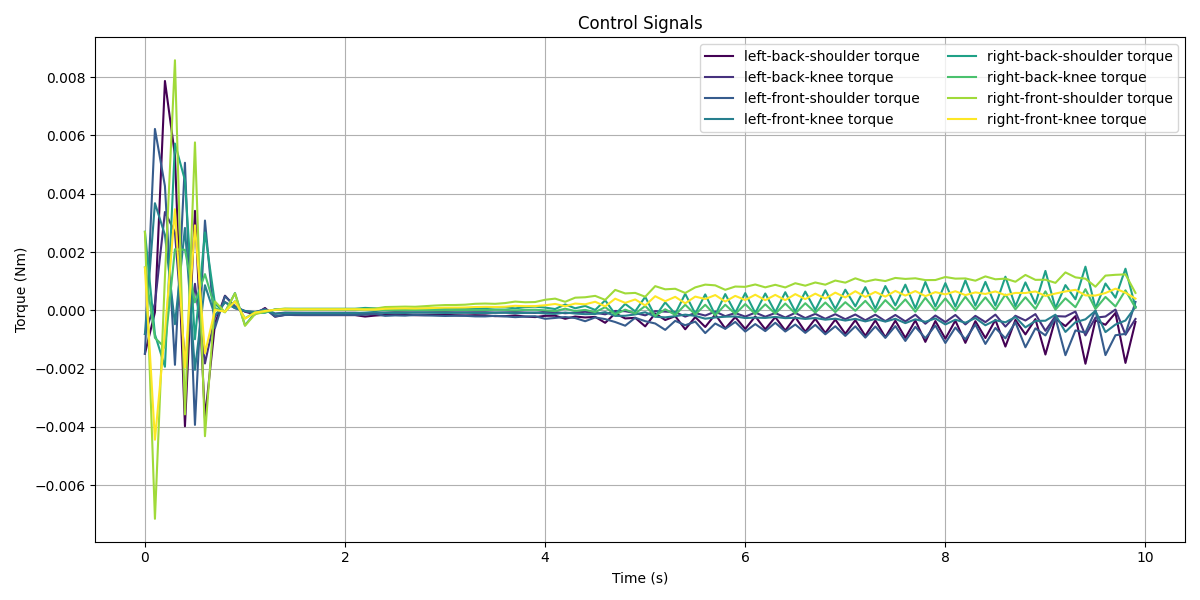 Control Signals
left-back-shoulder torque
left-back-knee torque
left-front-shoulder torque
left-front-knee torque
right-back-shoulder torque
right-back-knee torque
right-front-shoulder torque
right-front-knee torque
Torque (Nm)
0.008
0.006
0.004
0.002
0.000
−0.002
−0.004
−0.006
0
2
4
6
8
10
Time (s)